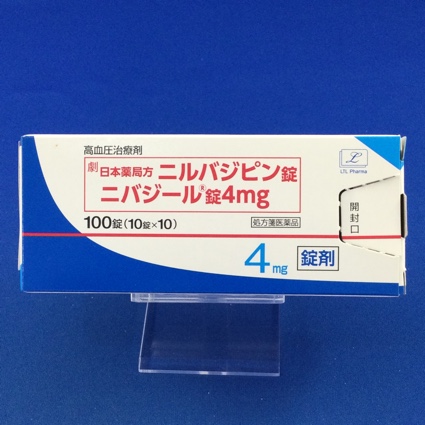 高血圧治療剤
劇 日本薬局方 ニルバジピン錠
ニバジール®錠4mg
100錠(10錠×10)
処方箋医薬品
4mg
錠剤
L
LTL Pharma
開封口